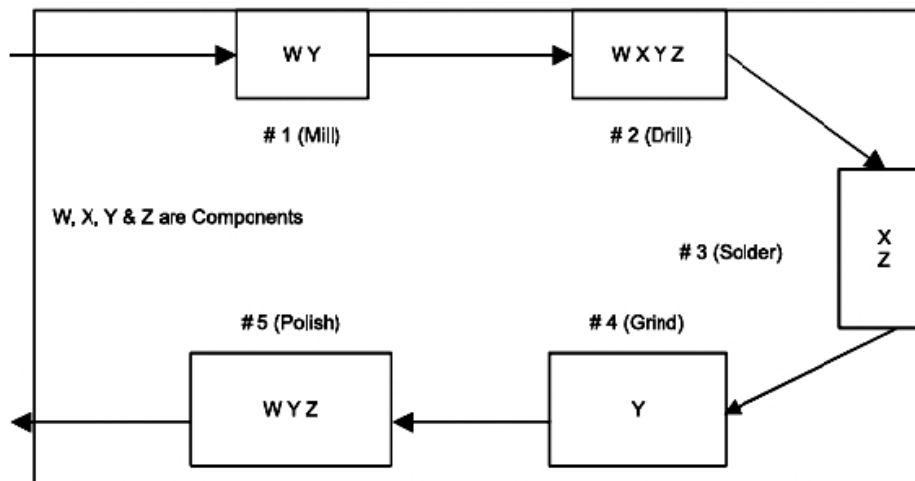 W Y
W X Y Z
# 1 (Mill)
# 2 (Drill)
W, X, Y & Z are Components
# 3 (Solder)
X
Z
# 5 (Polish)
# 4 (Grind)
W Y Z
Y